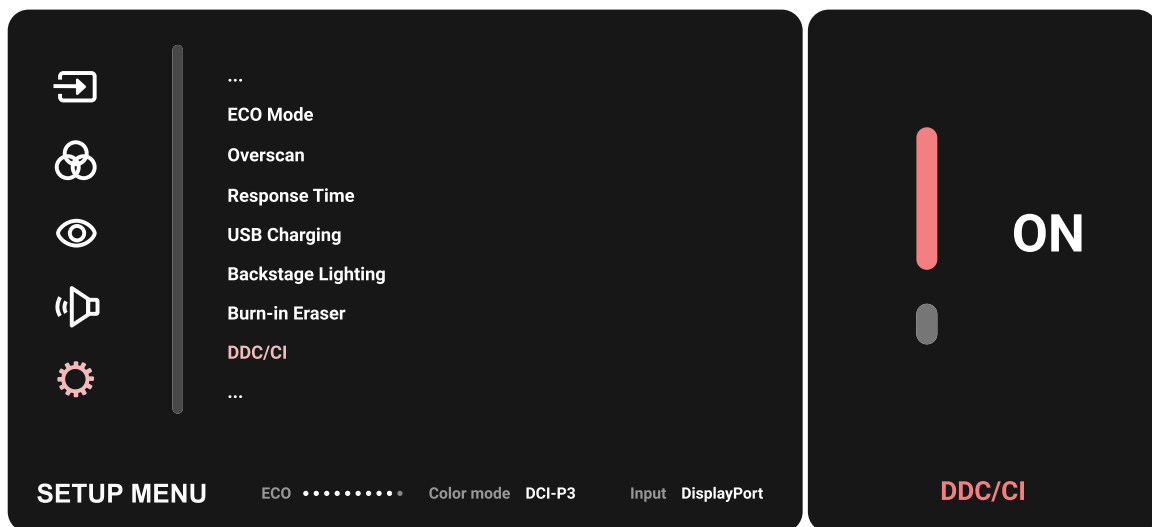 ...
ECO Mode
Overscan
Response Time
USB Charging
Backstage Lighting
Burn-in Eraser
DDC/CI
...
SETUP MENU
ECO
Color mode DCI-P3
Input DisplayPort
ON
DDC/CI